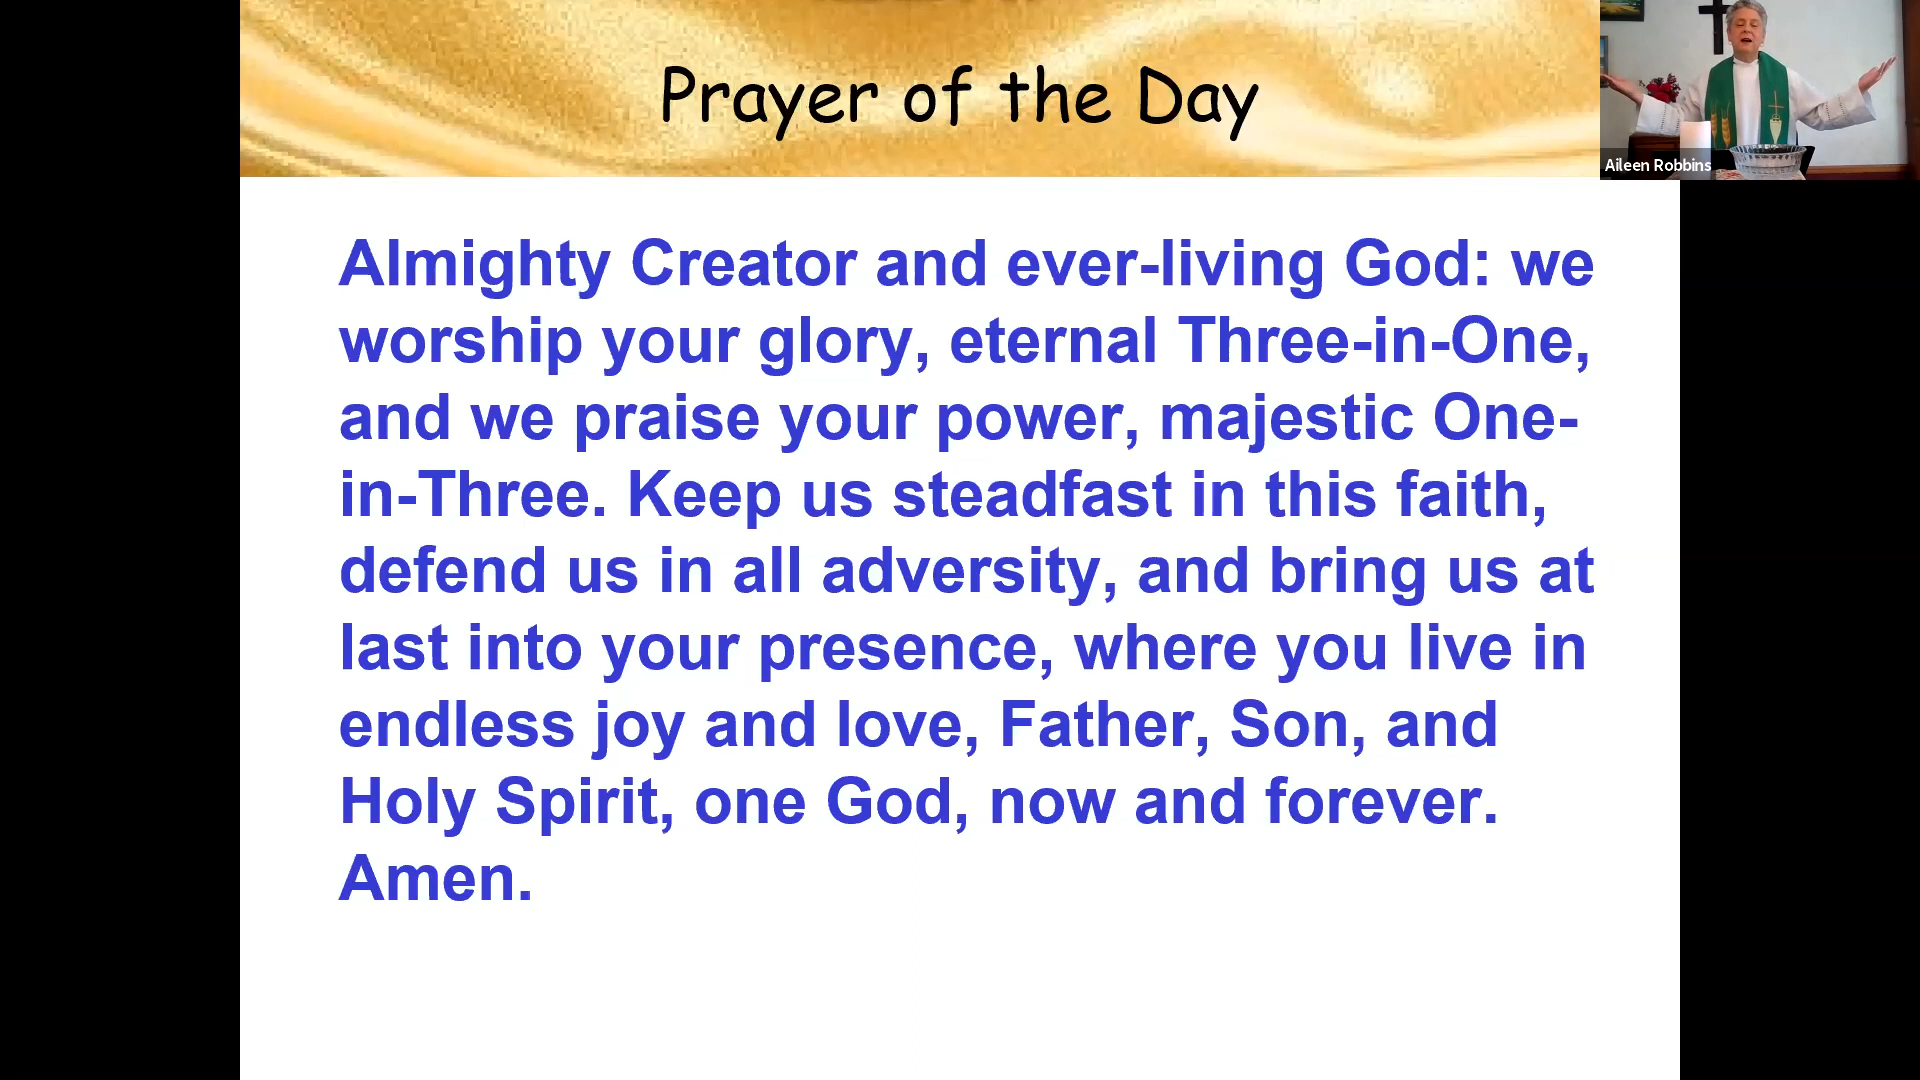 Prayer of the Day
Aileen Robbins
Almighty Creator and ever-living God: we
worship your glory, eternal Three-in-One,
and we praise your power, majestic One-
in-Three. Keep us steadfast in this faith,
defend us in all adversity, and bring us at
last into your presence, where you live in
endless joy and love, Father, Son, and
Holy Spirit, one God, now and forever.
Amen.